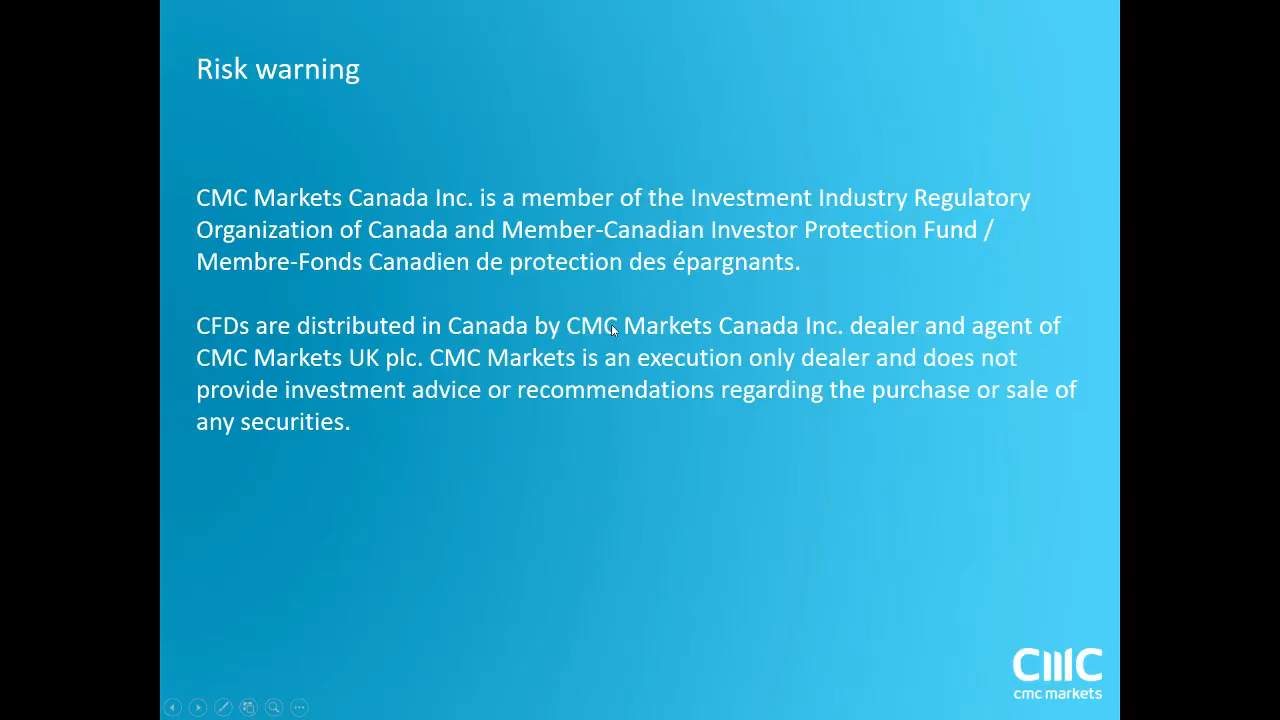 Risk warning
CMC Markets Canada Inc. is a member of the Investment Industry Regulatory
Organization of Canada and Member-Canadian Investor Protection Fund /
Membre-Fonds Canadien de protection des épargnants.
CFDs are distributed in Canada by CMC Markets Canada Inc. dealer and agent of
CMC Markets UK plc. CMC Markets is an execution only dealer and does not
provide investment advice or recommendations regarding the purchase or sale of
any securities.
CMC
cmc markets